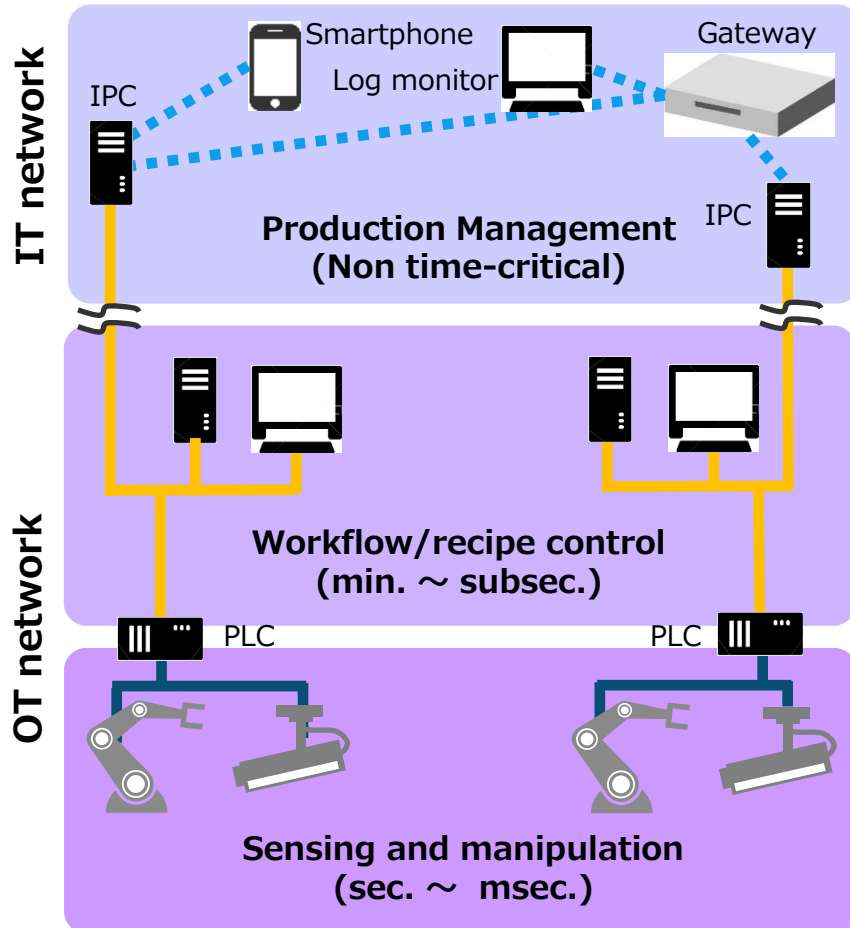 IT network
Smartphone
Log monitor
Gateway
IPC
IPC
Production Management
(Non time-critical)
OT network
Workflow/recipe control
(min. ～ subsec.)
PLC
PLC
Sensing and manipulation
(sec. ～ msec.)